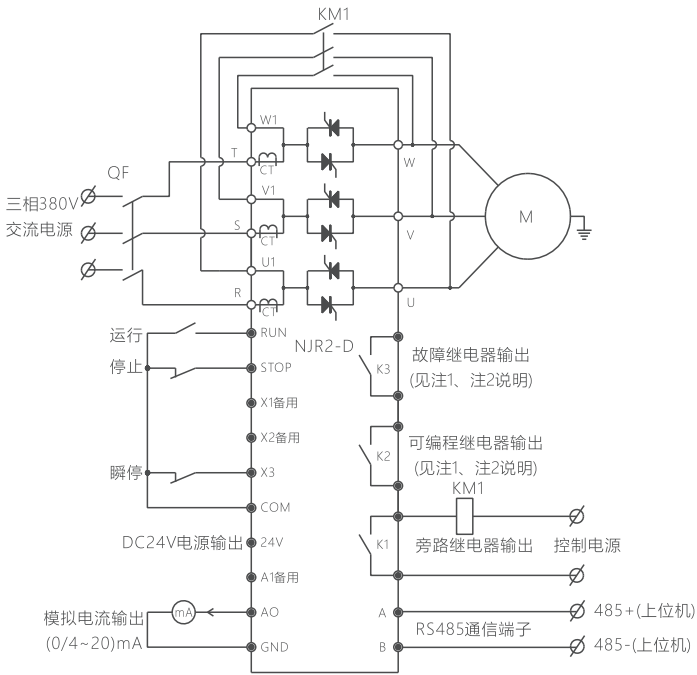 KM1
W1
T
CT
W
QF
三相380V
交流电源
V1
S
CT
V
M
U1
R
CT
U
运行
RUN
NJR2-D
停止
STOP
K3
故障继电器输出
(见注1、注2说明)
X1备用
X2备用
K2
可编程继电器输出
(见注1、注2说明)
瞬停
X3
KM1
COM
DC24V电源输出
24V
K1
旁路继电器输出
控制电源
A1备用
模拟电流输出
(0/4~20)mA
mA
AO
A
485+(上位机)
RS485通信端子
GND
B
485-(上位机)